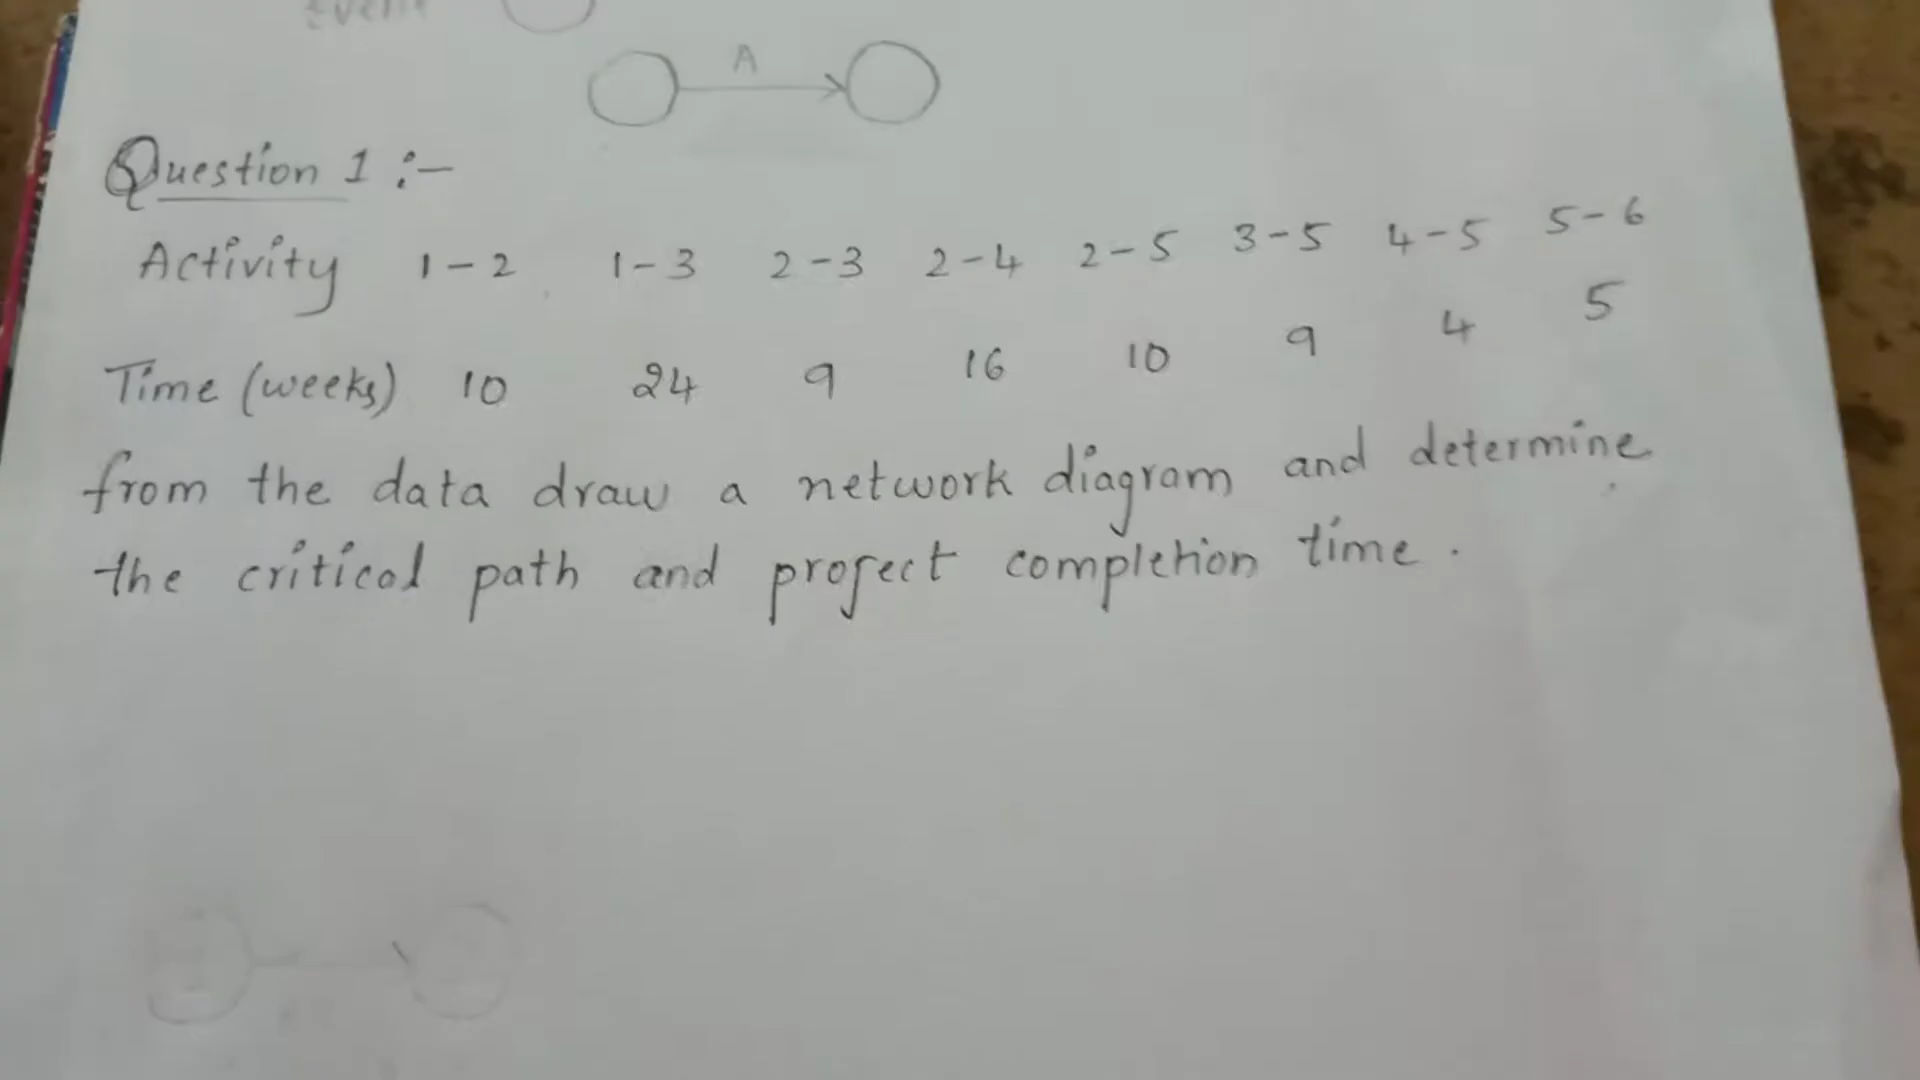 Event
A
Question 1 :-
Activity 1-2 1-3 2-3 2-4 2-5 3-5 4-5 5-6
Time (weeks) 10 24 9 16 10 9 4 5
from the data draw a network diagram and determine
the critical path and project completion time.